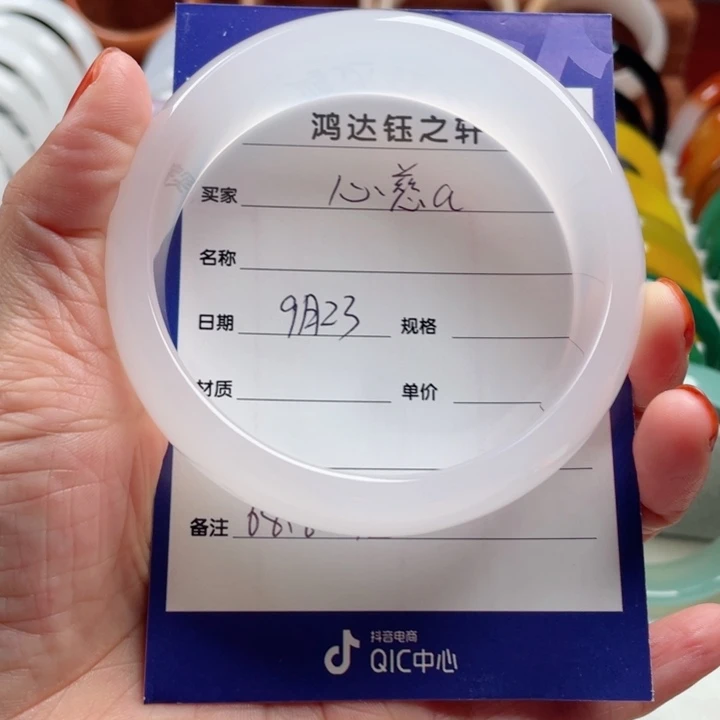 鸿达钰之轩
买家 心慈a
名称
日期 9月23 规格
材质 单价
备注
抖音电商
QIC中心